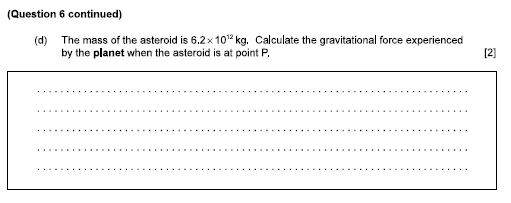 (Question 6 continued)
(d) The mass of the asteroid is 6.2 × 10¹² kg. Calculate the gravitational force experienced
by the planet when the asteroid is at point P. [2]